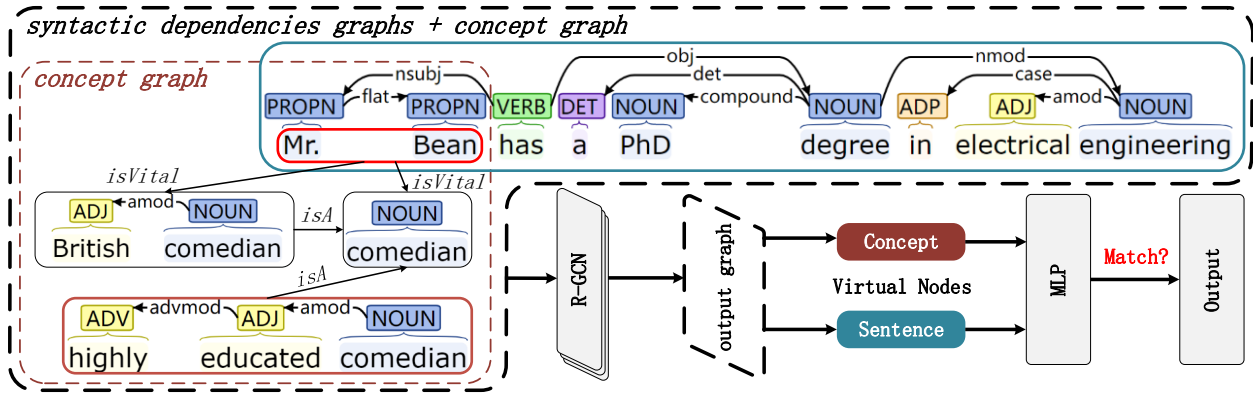 syntactic dependencies graphs + concept graph
concept graph
obj
nmod
nsubj
det
case
flat
compound
amod
PROPN PROPN VERB DET NOUN NOUN ADP ADJ NOUN
Mr. Bean has a PhD degree in electrical engineering
isVital
isVital
amod
ADJ NOUN
isA
NOUN
British comedian
comedian
isA
advmod
amod
ADV ADJ NOUN
highly educated comedian
R-GCN
output graph
Concept
Virtual Nodes
Sentence
MLP
Match?
Output